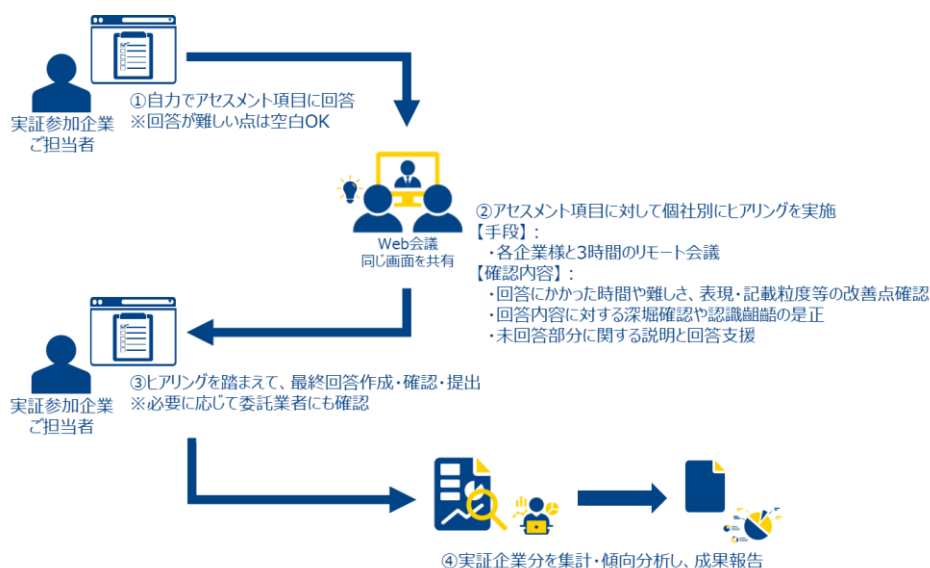 ①自力でアセスメント項目に回答
※回答が難しい点は空白OK
実証参加企業
ご担当者
Web会議
同じ画面を共有
②アセスメント項目に対して個社別にヒアリングを実施
【手段】:
・各企業様と3時間のリモート会議
【確認内容】:
・回答にかかった時間や難しさ、表現・記載粒度等の改善点確認
・回答内容に対する深堀確認や認識齟齬の是正
・未回答部分に関する説明と回答支援
③ヒアリングを踏まえて、最終回答作成・確認・提出
※必要に応じて委託業者にも確認
実証参加企業
ご担当者
④実証企業分を集計・傾向分析し、成果報告